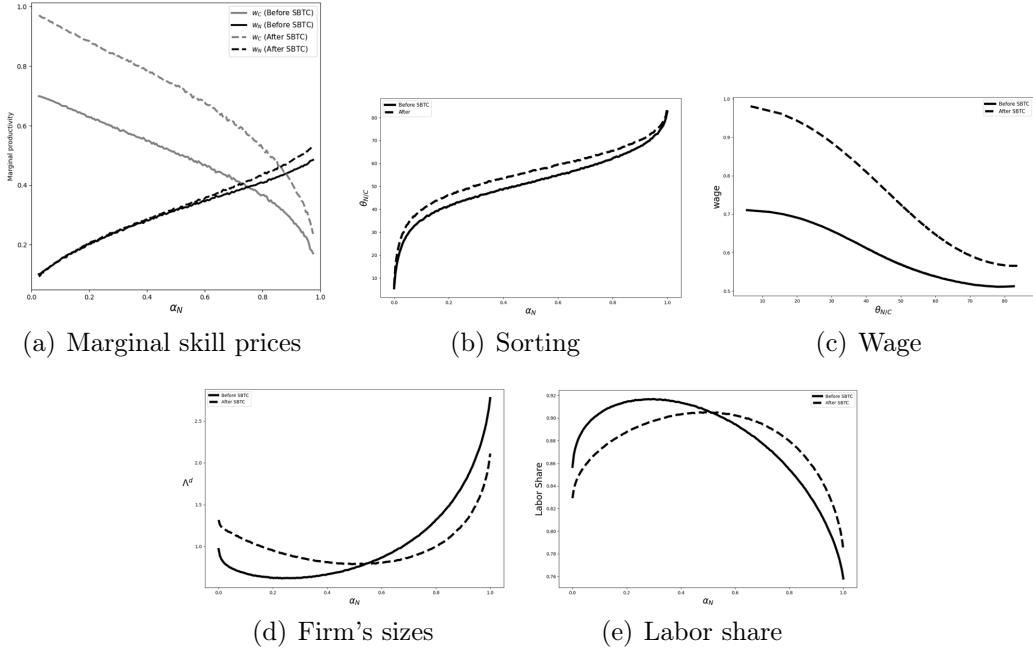 w_C (Before SBTC)
w_N (Before SBTC)
w_C (After SBTC)
w_N (After SBTC)
Marginal productivity
1.0
0.8
0.6
0.4
0.2
0.0 0.2 0.4 0.6 0.8 1.0
α_N
(a) Marginal skill prices
Before SBTC
After
θ_{N/C}
80
70
60
50
40
30
20
10
0.0 0.2 0.4 0.6 0.8 1.0
α_N
(b) Sorting
Before SBTC
After SBTC
wage
1.0
0.9
0.8
0.7
0.6
0.5
10 20 30 40 50 60 70 80
θ_{N/C}
(c) Wage
Before SBTC
After SBTC
Λ^d
2.5
2.0
1.5
1.0
0.0 0.2 0.4 0.6 0.8 1.0
α_N
(d) Firm's sizes
Before SBTC
After SBTC
Labor Share
0.92
0.90
0.88
0.86
0.84
0.82
0.80
0.78
0.76
0.0 0.2 0.4 0.6 0.8 1.0
α_N
(e) Labor share